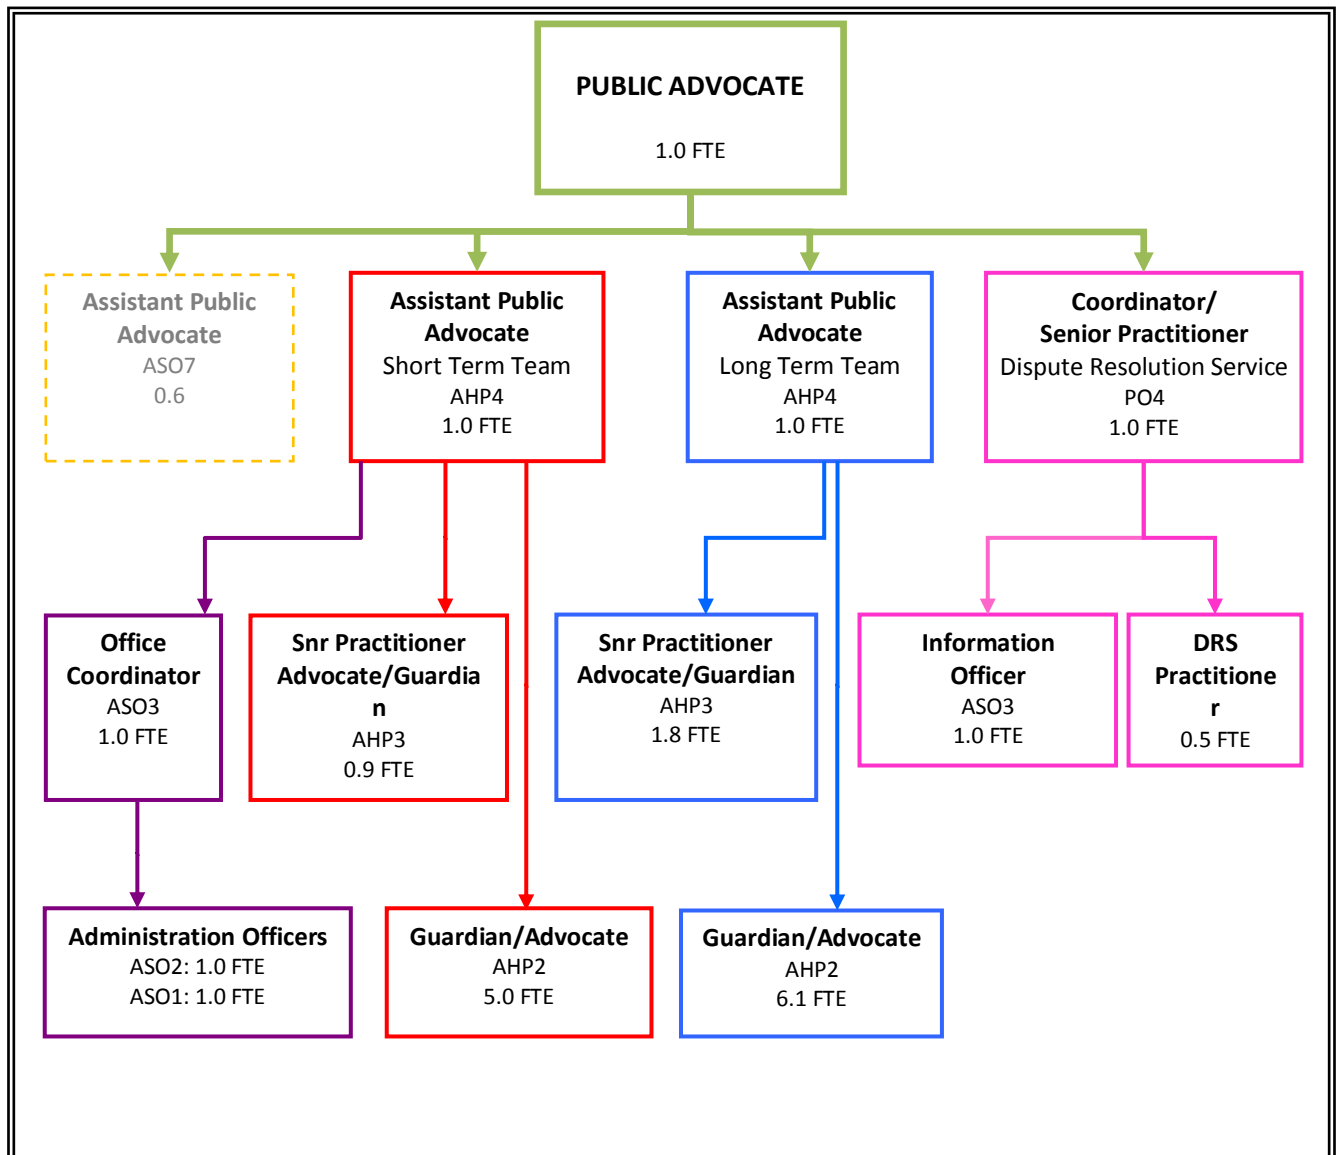 PUBLIC ADVOCATE
1.0 FTE
Assistant Public
Advocate
ASO7
0.6
Assistant Public
Advocate
Short Term Team
AHP4
1.0 FTE
Assistant Public
Advocate
Long Term Team
AHP4
1.0 FTE
Coordinator/
Senior Practitioner
Dispute Resolution Service
PO4
1.0 FTE
Office
Coordinator
ASO3
1.0 FTE
Snr Practitioner
Advocate/Guardia
n
AHP3
0.9 FTE
Snr Practitioner
Advocate/Guardian
AHP3
1.8 FTE
Information
Officer
ASO3
1.0 FTE
DRS
Practitione
r
0.5 FTE
Administration Officers
ASO2: 1.0 FTE
ASO1: 1.0 FTE
Guardian/Advocate
AHP2
5.0 FTE
Guardian/Advocate
AHP2
6.1 FTE